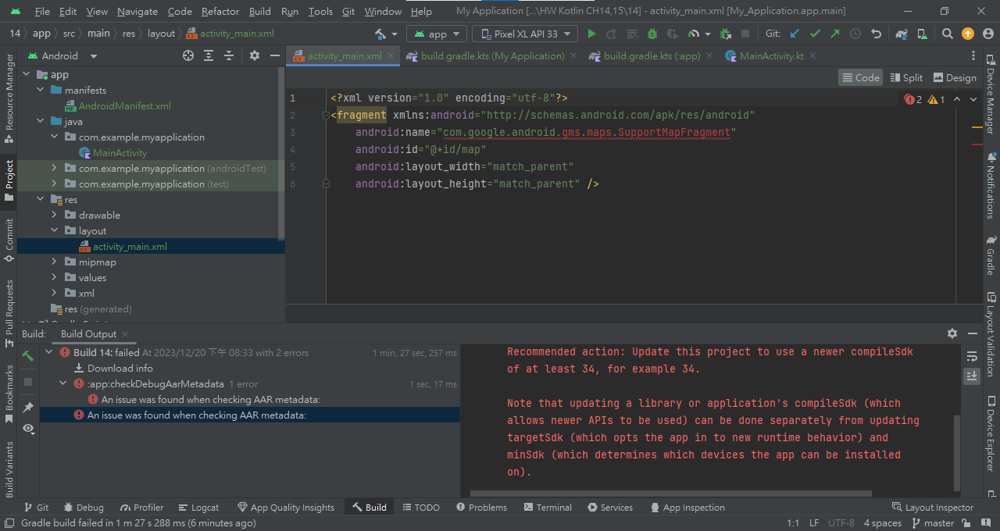 File Edit View Navigate Code Refactor Build Run Tools Git Window Help My Application [...\HW Kotlin CH14,15\14] - activity_main.xml [My_Application.app.main]
14 app src main res layout activity_main.xml app Pixel XL API 33 Git:
Android
activity_main.xml build.gradle.kts (My Application) build.gradle.kts (:app) MainActivity.kt
Code Split Design
Resource Manager
Project
Commit
Pull Requests
Bookmarks
Build Variants
app
manifests
AndroidManifest.xml
java
com.example.myapplication
MainActivity
com.example.myapplication (androidTest)
com.example.myapplication (test)
res
drawable
layout
activity_main.xml
mipmap
values
xml
res (generated)
2 1
1 <?xml version="1.0" encoding="utf-8"?>
2 <fragment xmlns:android="http://schemas.android.com/apk/res/android"
3 android:name="com.google.android.gms.maps.SupportMapFragment"
4 android:id="@+id/map"
5 android:layout_width="match_parent"
6 android:layout_height="match_parent" />
Device Manager
Notifications
Gradle
Layout Validation
Device Explorer
Build: Build Output
Build 14: failed At 2023/12/20 下午 08:33 with 2 errors 1 min, 27 sec, 257 ms
Download info
:app:checkDebugAarMetadata 1 error 1 sec, 17 ms
An issue was found when checking AAR metadata:
An issue was found when checking AAR metadata:
Recommended action: Update this project to use a newer compileSdk
of at least 34, for example 34.
Note that updating a library or application's compileSdk (which
allows newer APIs to be used) can be done separately from updating
targetSdk (which opts the app in to new runtime behavior) and
minSdk (which determines which devices the app can be installed
on).
Git Debug Profiler Logcat App Quality Insights Build TODO Problems Terminal Services App Inspection Layout Inspector
Gradle build failed in 1 m 27 s 288 ms (6 minutes ago) 1:1 LF UTF-8 4 spaces master